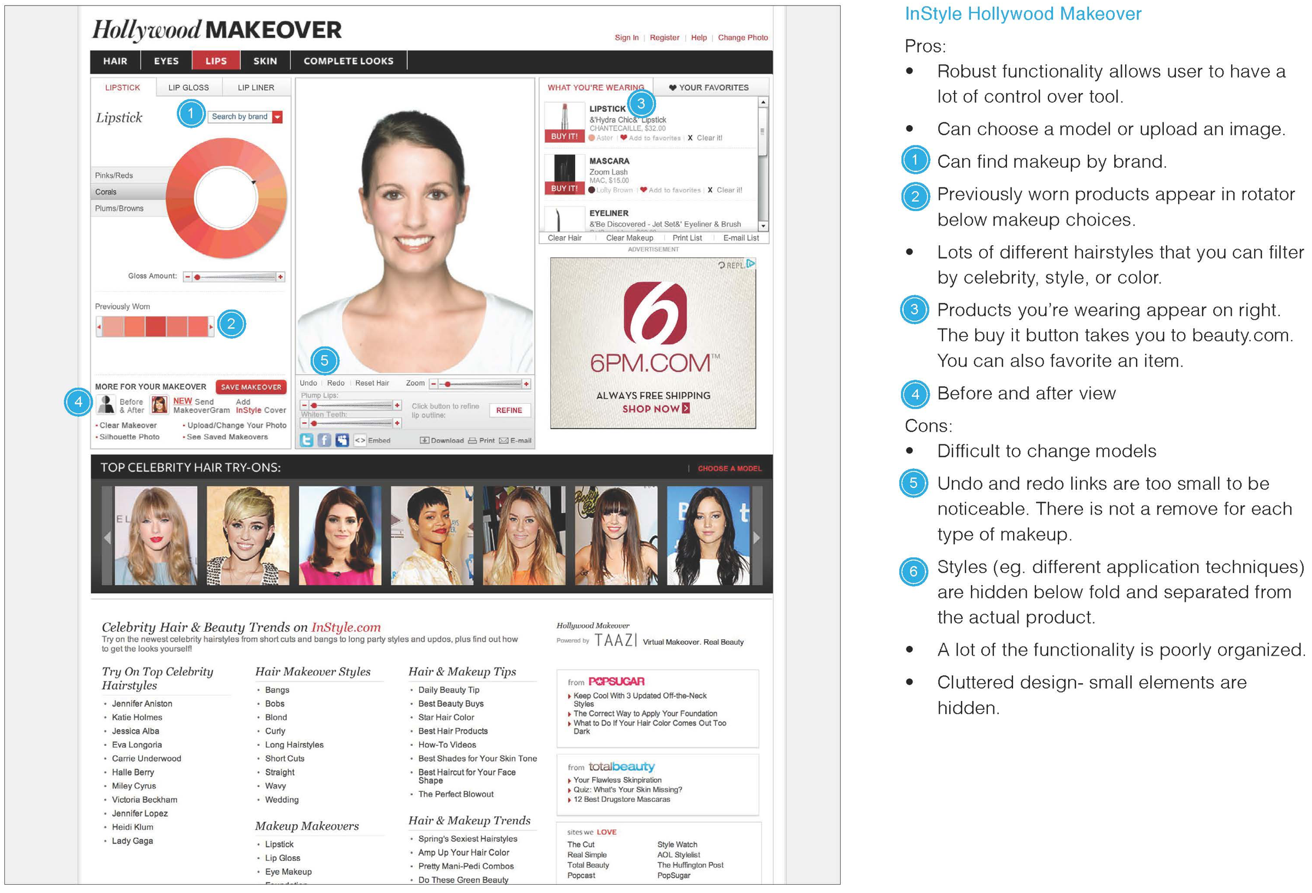 Hollywood MAKEOVER
Sign In | Register | Help | Change Photo
HAIR EYES LIPS SKIN COMPLETE LOOKS
LIPSTICK LIP GLOSS LIP LINER
1
Lipstick
Search by brand
Pinks/Reds
Corals
Plums/Browns
Gloss Amount:
Previously Worn
2
MORE FOR YOUR MAKEOVER SAVE MAKEOVER
4
Before & After
NEW Send MakeoverGram
Add InStyle Cover
• Clear Makeover • Upload/Change Your Photo
• Silhouette Photo • See Saved Makeovers
5
Undo | Redo | Reset Hair Zoom
Plump Lips:
Whiten Teeth:
Click button to refine
lip outline:
REFINE
<> Embed Download Print E-mail
WHAT YOU'RE WEARING YOUR FAVORITES
3
LIPSTICK
&'Hydra Chic&' Lipstick
CHANTECAILLE, $32.00
BUY IT! Aster Add to favorites X Clear it!
MASCARA
Zoom Lash
MAC, $15.00
BUY IT! Lully Brown Add to favorites X Clear it!
EYELINER
&'Be Discovered - Jet Set&' Eyeliner & Brush
Clear Hair Clear Makeup Print List E-mail List
ADVERTISEMENT
REPL.
6
6PM.COM™
ALWAYS FREE SHIPPING
SHOP NOW
TOP CELEBRITY HAIR TRY-ONS: | CHOOSE A MODEL
Celebrity Hair & Beauty Trends on InStyle.com
Try on the newest celebrity hairstyles from short cuts and bangs to long party styles and updos, plus find out how
to get the looks yourself!
Try On Top Celebrity
Hairstyles
• Jennifer Aniston
• Katie Holmes
• Jessica Alba
• Eva Longoria
• Carrie Underwood
• Halle Berry
• Miley Cyrus
• Victoria Beckham
• Jennifer Lopez
• Heidi Klum
• Lady Gaga
Hair Makeover Styles
• Bangs
• Bobs
• Blond
• Curly
• Long Hairstyles
• Short Cuts
• Straight
• Wavy
• Wedding
Makeup Makeovers
• Lipstick
• Lip Gloss
• Eye Makeup
Hair & Makeup Tips
• Daily Beauty Tip
• Best Beauty Buys
• Star Hair Color
• Best Hair Products
• How-To Videos
• Best Shades for Your Skin Tone
• Best Haircut for Your Face
Shape
• The Perfect Blowout
Hair & Makeup Trends
• Spring's Sexiest Hairstyles
• Amp Up Your Hair Color
• Pretty Mani-Pedi Combos
• Do These Green Beauty
Hollywood Makeover
Powered by TAAZ Virtual Makeover. Real Beauty
from POPSUGAR
Keep Cool With 3 Updated Off-the-Neck
Styles
The Correct Way to Apply Your Foundation
What to Do If Your Hair Color Comes Out Too
Dark
from totalbeauty
Your Flawless Skinpiration
Quiz: What's Your Skin Missing?
12 Best Drugstore Mascaras
sites we LOVE
The Cut Style Watch
Real Simple AOL Stylelist
Total Beauty The Huffington Post
Popcast PopSugar
InStyle Hollywood Makeover
Pros:
• Robust functionality allows user to have a
lot of control over tool.
• Can choose a model or upload an image.
1 Can find makeup by brand.
2 Previously worn products appear in rotator
below makeup choices.
• Lots of different hairstyles that you can filter
by celebrity, style, or color.
3 Products you're wearing appear on right.
The buy it button takes you to beauty.com.
You can also favorite an item.
4 Before and after view
Cons:
• Difficult to change models
5 Undo and redo links are too small to be
noticeable. There is not a remove for each
type of makeup.
6 Styles (eg. different application techniques)
are hidden below fold and separated from
the actual product.
• A lot of the functionality is poorly organized.
• Cluttered design- small elements are
hidden.